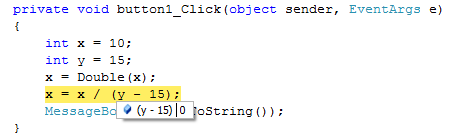 private void button1_Click(object sender, EventArgs e)
{
int x = 10;
int y = 15;
x = Double(x);
x = x / (y - 15);
(y - 15) 0
MessageBo oString());
}